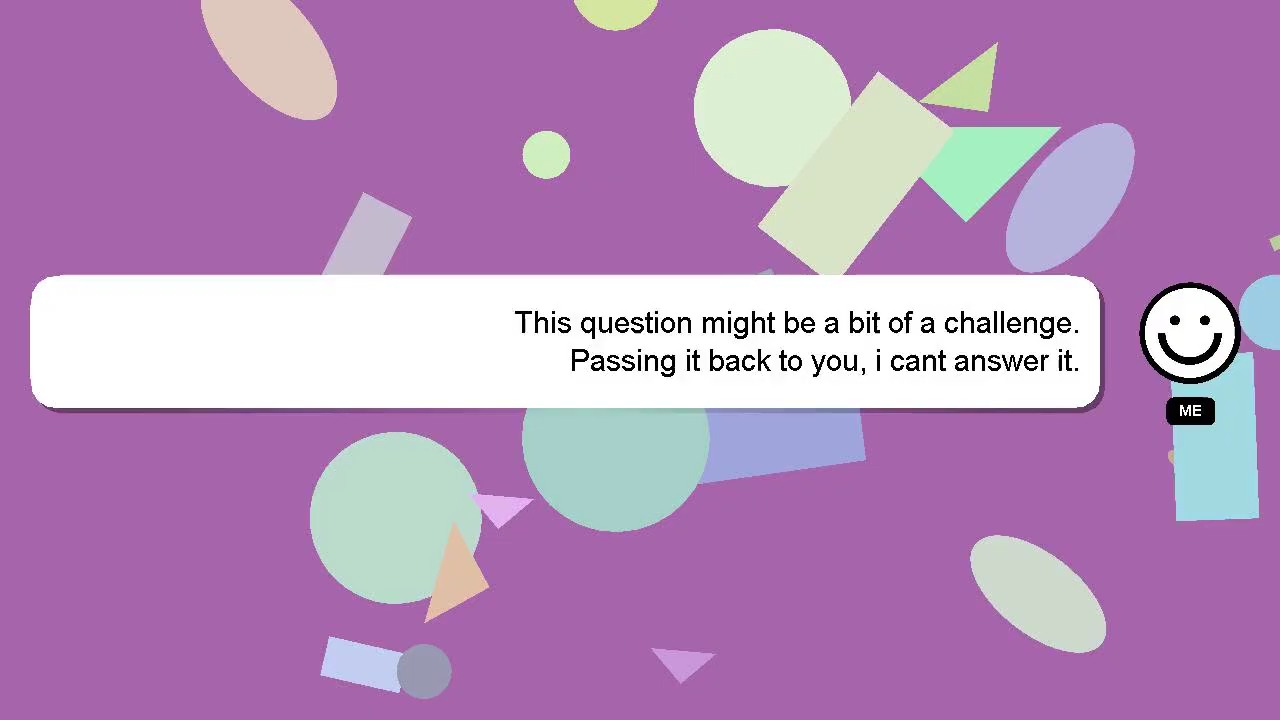 This question might be a bit of a challenge.
Passing it back to you, i cant answer it.
ME